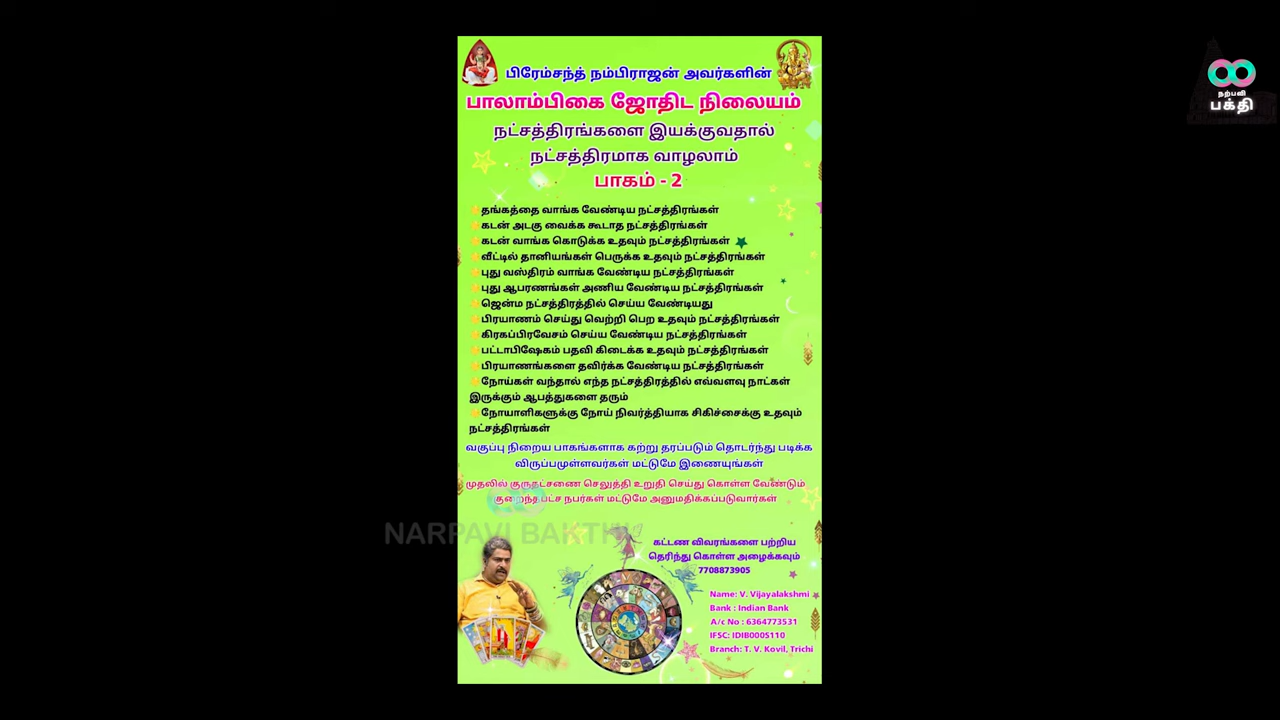 பிரேம்சந்த் நம்பிராஜன் அவர்களின்
பாலாம்பிகை ஜோதிட நிலையம்
நட்சத்திரங்களை இயக்குவதால்
நட்சத்திரமாக வாழலாம்
பாகம் - 2
தங்கத்தை வாங்க வேண்டிய நட்சத்திரங்கள்
கடன் அடகு வைக்க கூடாத நட்சத்திரங்கள்
கடன் வாங்க கொடுக்க உதவும் நட்சத்திரங்கள்
வீட்டில் தானியங்கள் பெருக்க உதவும் நட்சத்திரங்கள்
புது வஸ்திரம் வாங்க வேண்டிய நட்சத்திரங்கள்
புது ஆபரணங்கள் அணிய வேண்டிய நட்சத்திரங்கள்
ஜென்ம நட்சத்திரத்தில் செய்ய வேண்டியது
பிரயாணம் செய்து வெற்றி பெற உதவும் நட்சத்திரங்கள்
கிரகப்பிரவேசம் செய்ய வேண்டிய நட்சத்திரங்கள்
பட்டாபிஷேகம் பதவி கிடைக்க உதவும் நட்சத்திரங்கள்
பிரயாணங்களை தவிர்க்க வேண்டிய நட்சத்திரங்கள்
நோய்கள் வந்தால் எந்த நட்சத்திரத்தில் எவ்வளவு நாட்கள்
இருக்கும் ஆபத்துகளை தரும்
நோயாளிகளுக்கு நோய் நிவர்த்தியாக சிகிச்சைக்கு உதவும்
நட்சத்திரங்கள்
வகுப்பு நிறைய பாகங்களாக கற்று தரப்படும் தொடர்ந்து படிக்க
விருப்பமுள்ளவர்கள் மட்டுமே இணையுங்கள்
முதலில் குருதட்சணை செலுத்தி உறுதி செய்து கொள்ள வேண்டும்
குறைந்தபட்ச நபர்கள் மட்டுமே அனுமதிக்கப்படுவார்கள்
NARPAVI BAKTHI
கட்டண விவரங்களை பற்றிய
தெரிந்து கொள்ள அழைக்கவும்
7708873905
Name: V. Vijayalakshmi
Bank : Indian Bank
A/c No : 6364773531
IFSC: IDIB000S110
Branch: T. V. Kovil, Trichi
நற்பவி
பக்தி